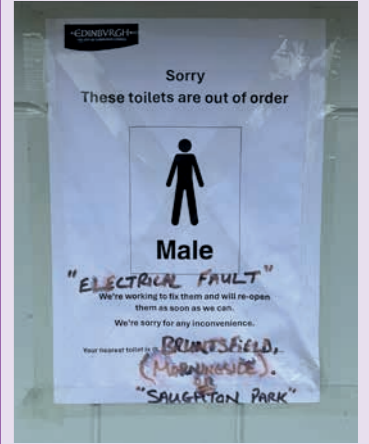 ·EDINBVRGH·
Sorry
These toilets are out of order
Male
"ELECTRICAL FAULT"
We're working to fix them and will re-open
them as soon as we can.
We're sorry for any inconvenience.
Your nearest toilet is BRUNTSFIELD,
(MORNINGSIDE).
OR
"SAUGHTON PARK"